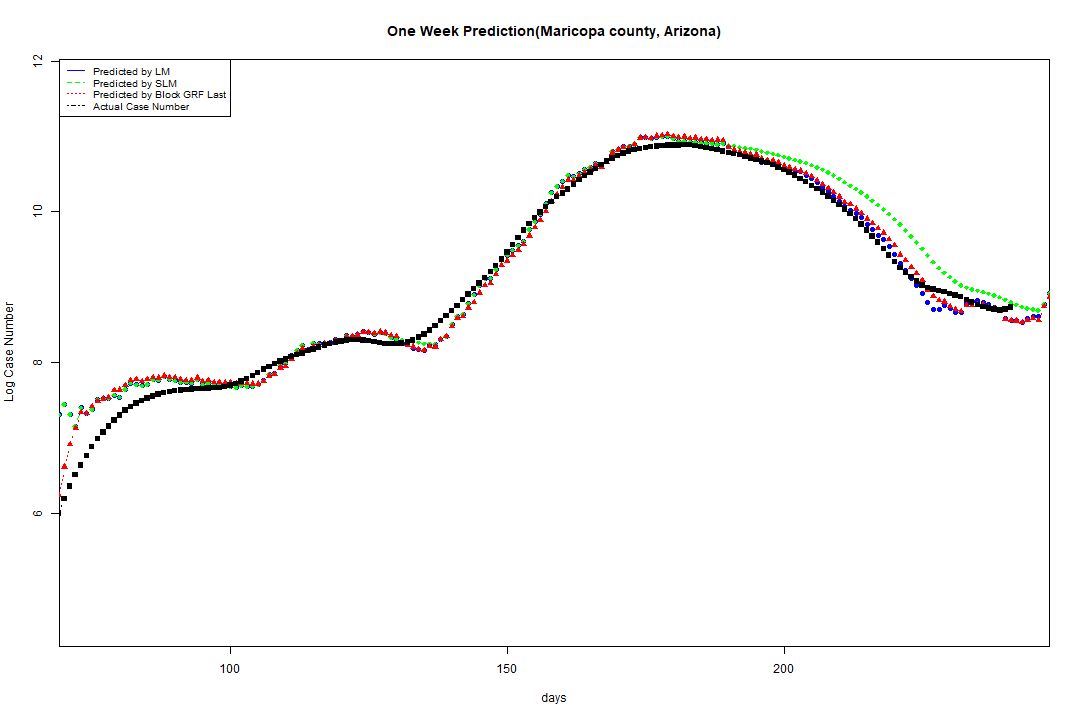 One Week Prediction(Maricopa county, Arizona)
Predicted by LM
Predicted by SLM
Predicted by Block GRF Last
Actual Case Number
Log Case Number
12
10
8
6
100
150
200
days